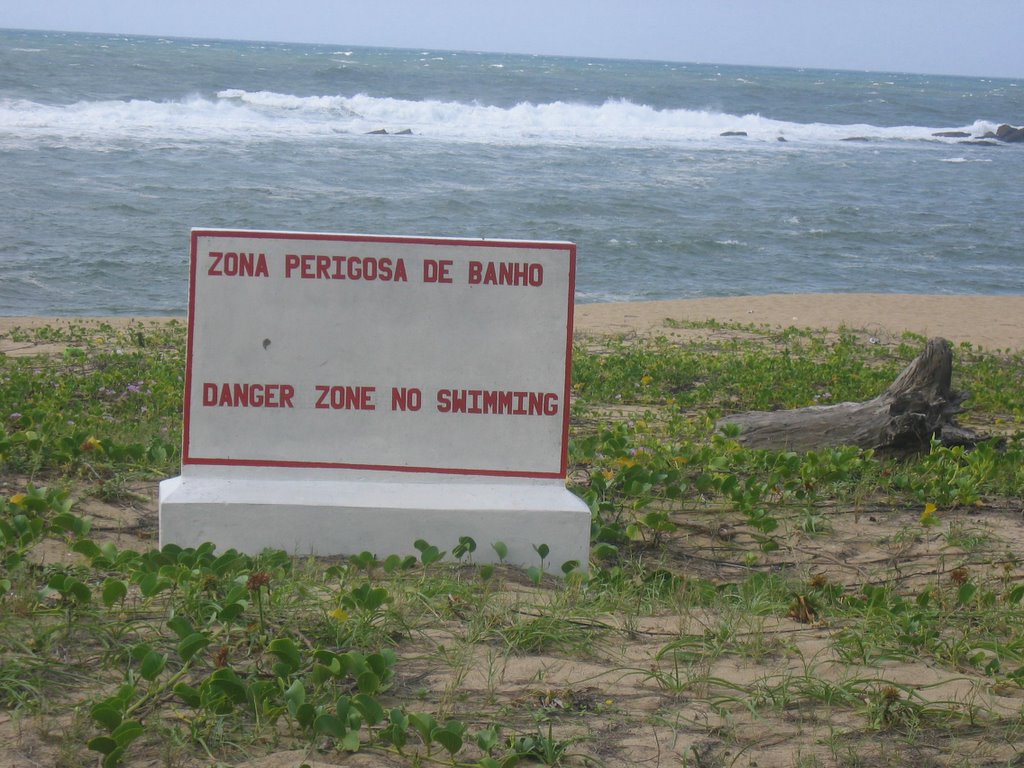 ZONA PERIGOSA DE BANHO
DANGER ZONE NO SWIMMING